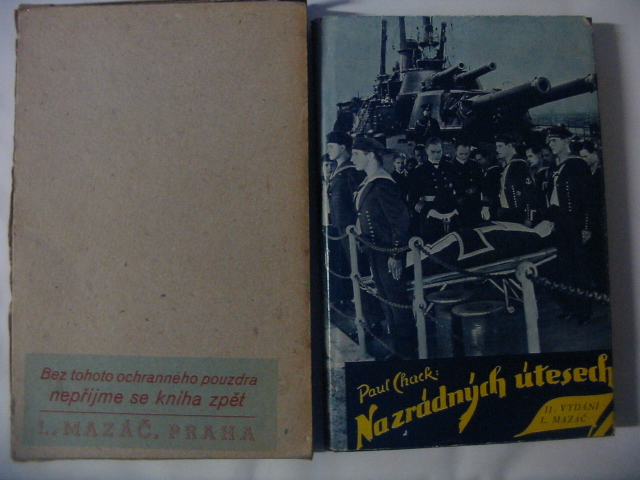 Bez tohoto ochranného pouzdra
nepřijme se kniha zpět
L. MAZÁČ, PRAHA
Paul Chack:
Na zrádných útesech
II. VYDÁNÍ
L. MAZÁČ